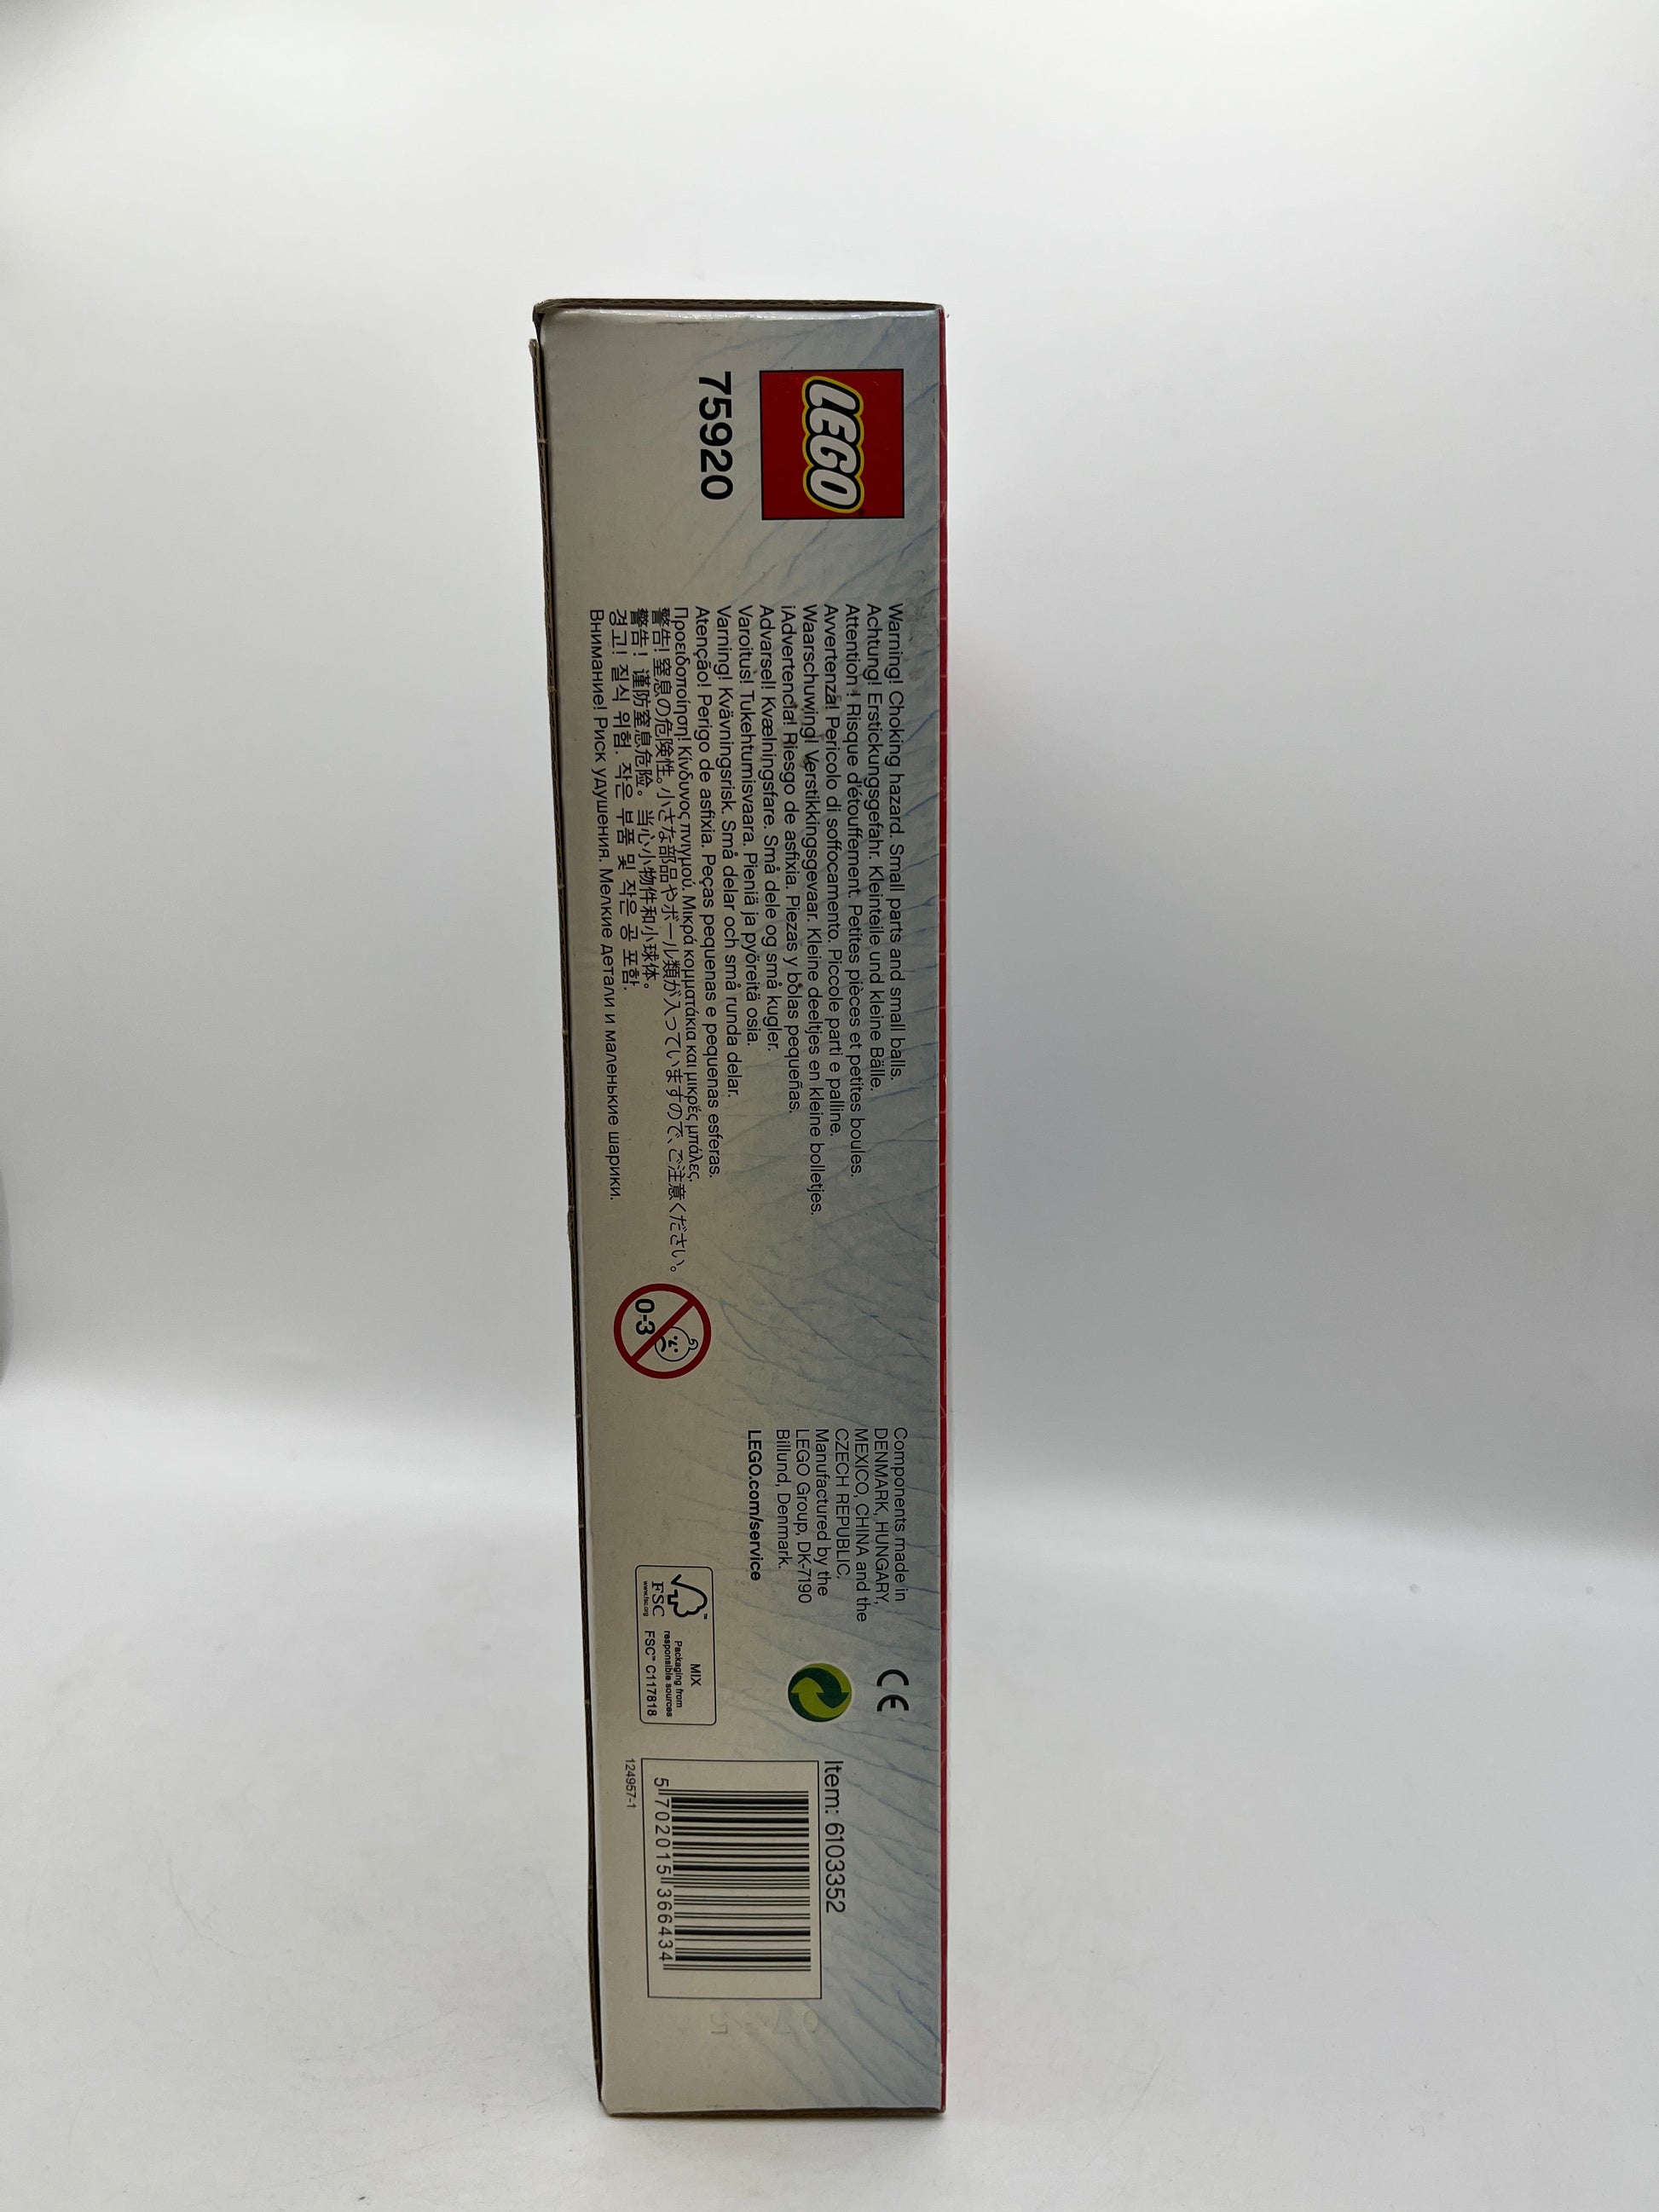 LEGO
75920
Warning! Choking hazard. Small parts and small balls.
Achtung! Erstickungsgefahr. Kleinteile und kleine Bälle.
Attention ! Risque d'étouffement. Petites pièces et petites boules.
Avvertenza! Pericolo di soffocamento. Piccole parti e palline.
Waarschuwing! Verstikkingsgevaar. Kleine deeltjes en kleine bolletjes.
¡Advertencia! Riesgo de asfixia. Piezas y bolas pequeñas.
Advarsel! Kvælningsfare. Små dele og små kugler.
Varoitus! Tukehtumisvaara. Pieniä ja pyöreitä osia.
Varning! Kvävningsrisk. Små delar och små runda delar.
Atenção! Perigo de asfixia. Peças pequenas e pequenas esferas.
Προειδοποίηση! Κίνδυνος πνιγμού. Μικρά κομματάκια και μικρές μπάλες.
警告! 窒息の危険性。小さな部品やボール類が入っていますので、ご注意ください。
警告! 谨防窒息危险。当心小物件和小球体。
경고! 질식 위험. 작은 부품 및 작은 공 포함.
Внимание! Риск удушения. Мелкие детали и маленькие шарики.
0-3
Components made in
DENMARK, HUNGARY,
MEXICO, CHINA and the
CZECH REPUBLIC.
Manufactured by the
LEGO Group, DK-7190
Billund, Denmark.
LEGO.com/service
CE
FSC
www.fsc.org
MIX
Packaging from
responsible sources
FSC™ C117818
Item: 6103352
5 702015 366434
124957-1